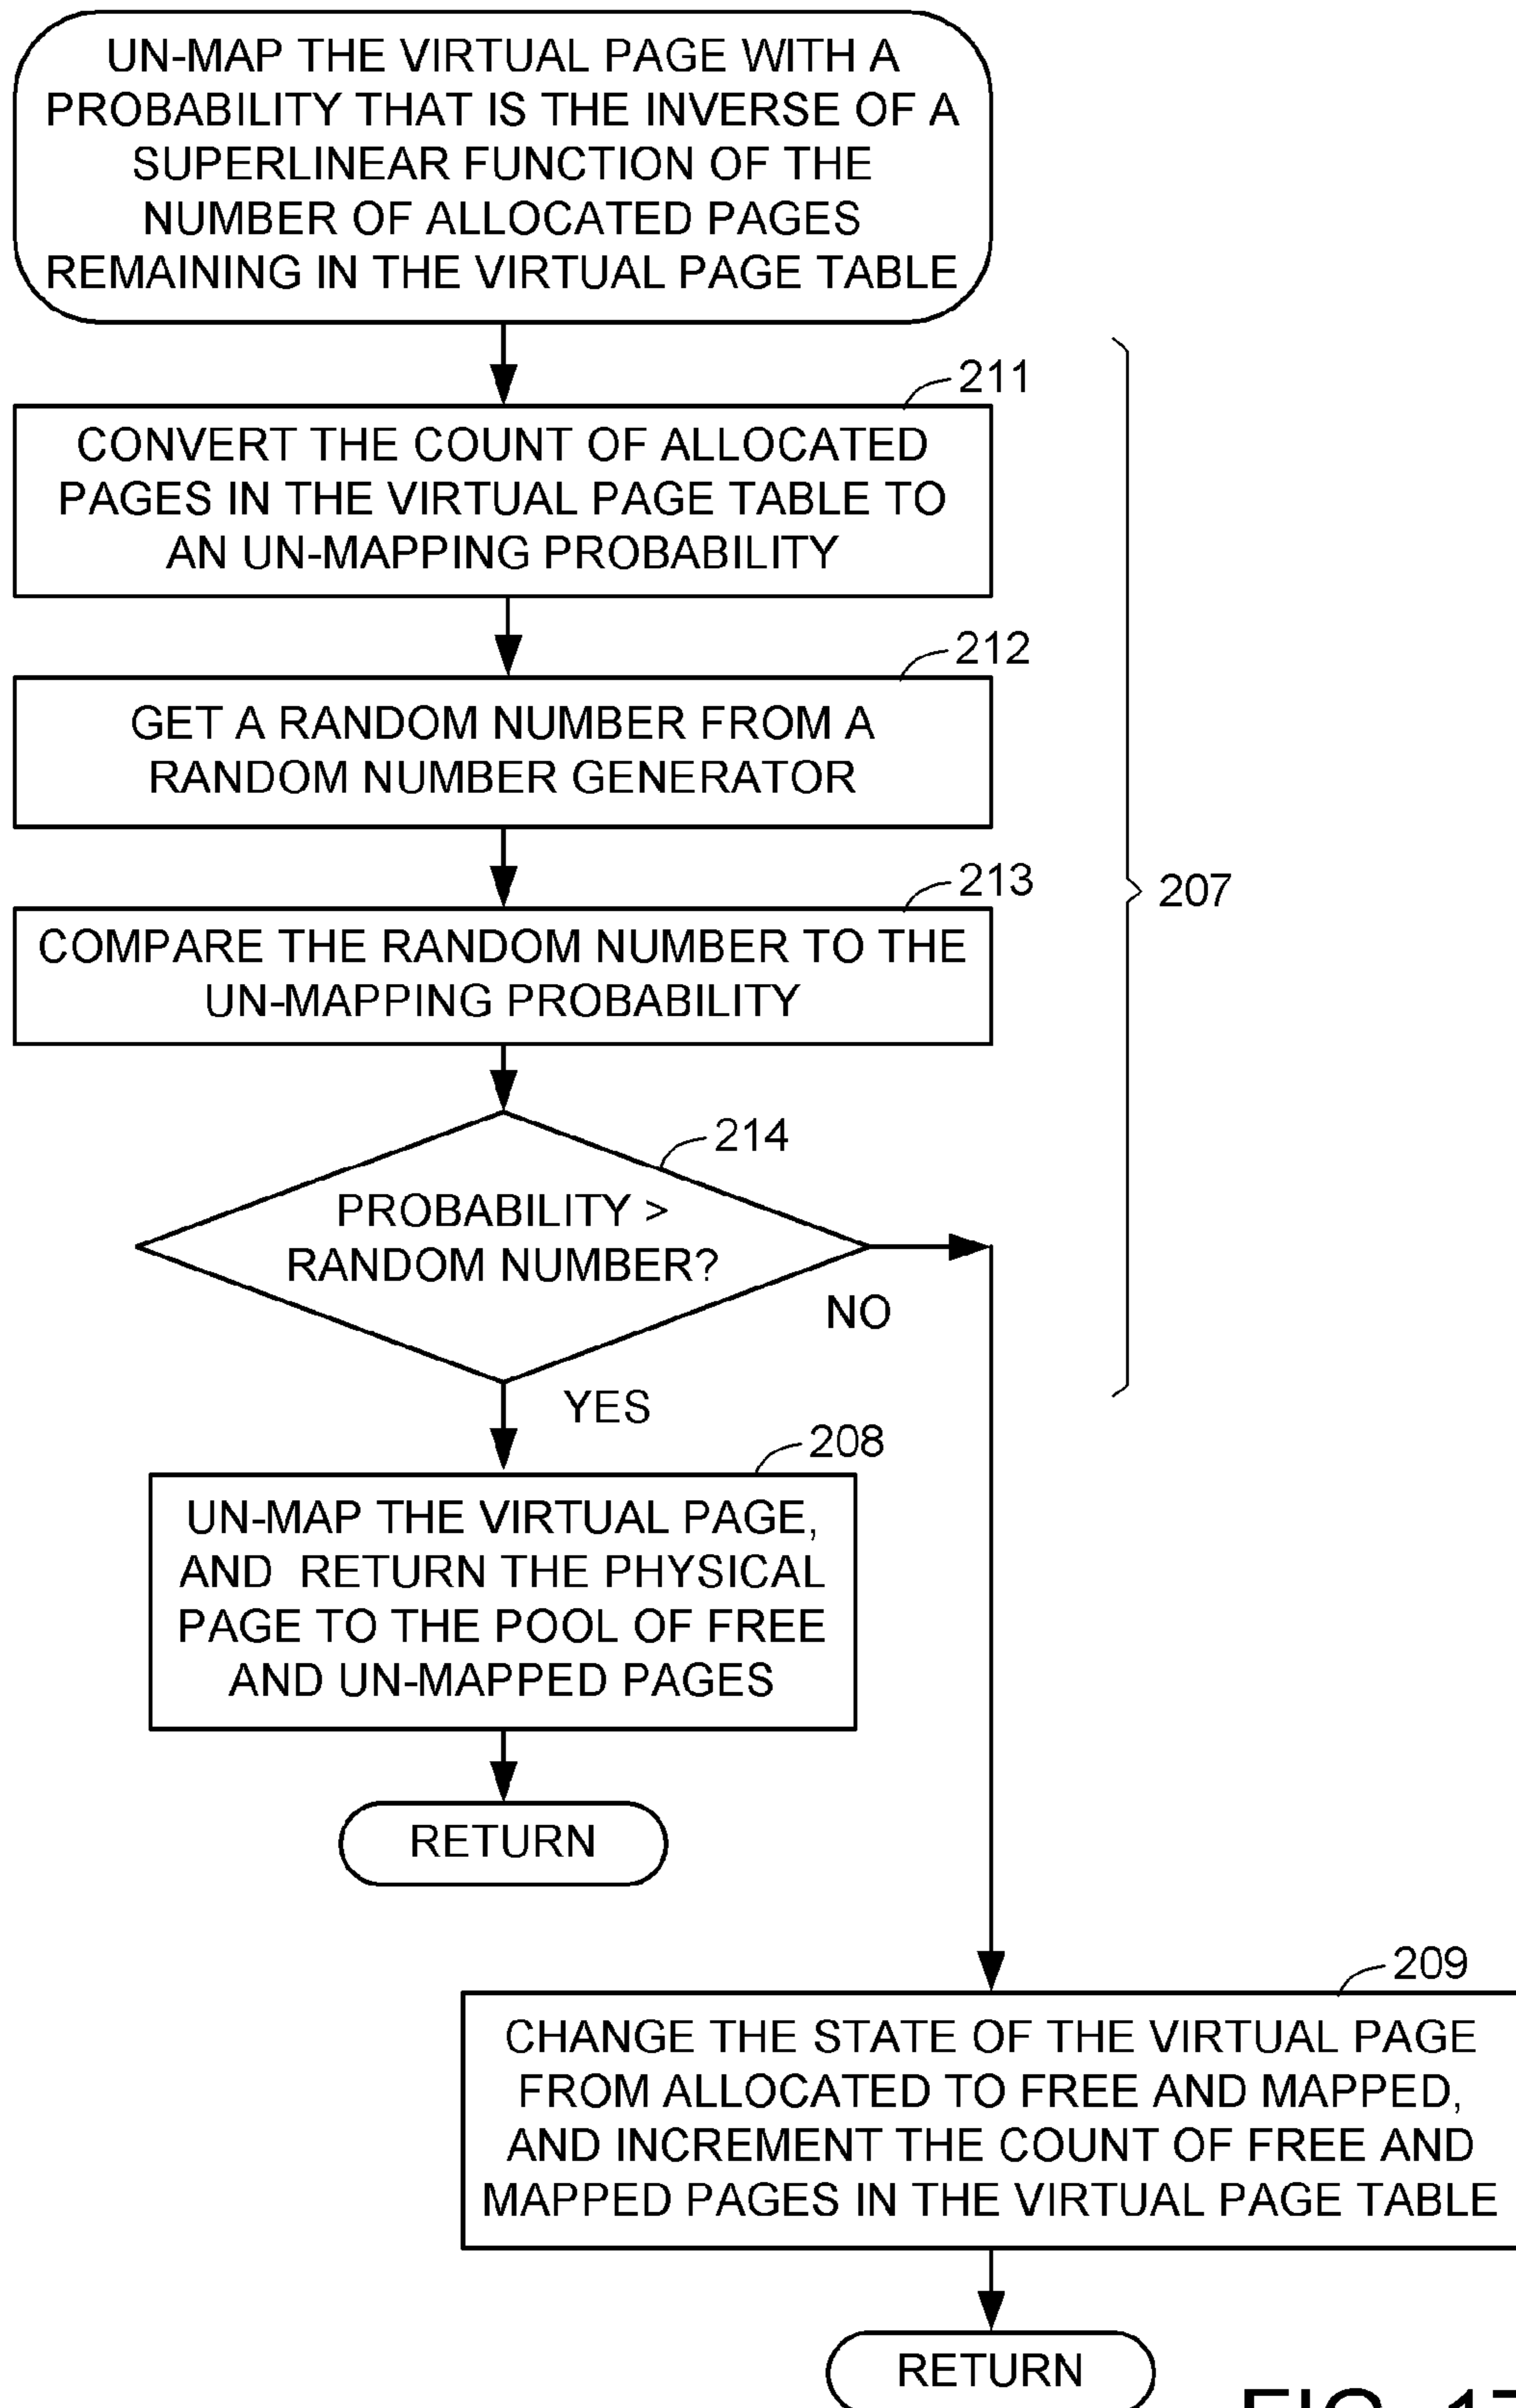 UN-MAP THE VIRTUAL PAGE WITH A
PROBABILITY THAT IS THE INVERSE OF A
SUPERLINEAR FUNCTION OF THE
NUMBER OF ALLOCATED PAGES
REMAINING IN THE VIRTUAL PAGE TABLE
211
CONVERT THE COUNT OF ALLOCATED
PAGES IN THE VIRTUAL PAGE TABLE TO
AN UN-MAPPING PROBABILITY
212
GET A RANDOM NUMBER FROM A
RANDOM NUMBER GENERATOR
213
COMPARE THE RANDOM NUMBER TO THE
UN-MAPPING PROBABILITY
207
214
PROBABILITY >
RANDOM NUMBER?
NO
YES
208
UN-MAP THE VIRTUAL PAGE,
AND RETURN THE PHYSICAL
PAGE TO THE POOL OF FREE
AND UN-MAPPED PAGES
RETURN
209
CHANGE THE STATE OF THE VIRTUAL PAGE
FROM ALLOCATED TO FREE AND MAPPED,
AND INCREMENT THE COUNT OF FREE AND
MAPPED PAGES IN THE VIRTUAL PAGE TABLE
RETURN